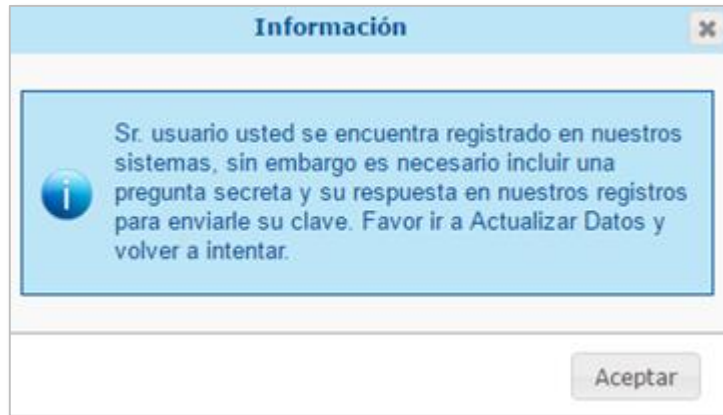 Información
Sr. usuario usted se encuentra registrado en nuestros
sistemas, sin embargo es necesario incluir una
pregunta secreta y su respuesta en nuestros registros
para enviarle su clave. Favor ir a Actualizar Datos y
volver a intentar.
Aceptar